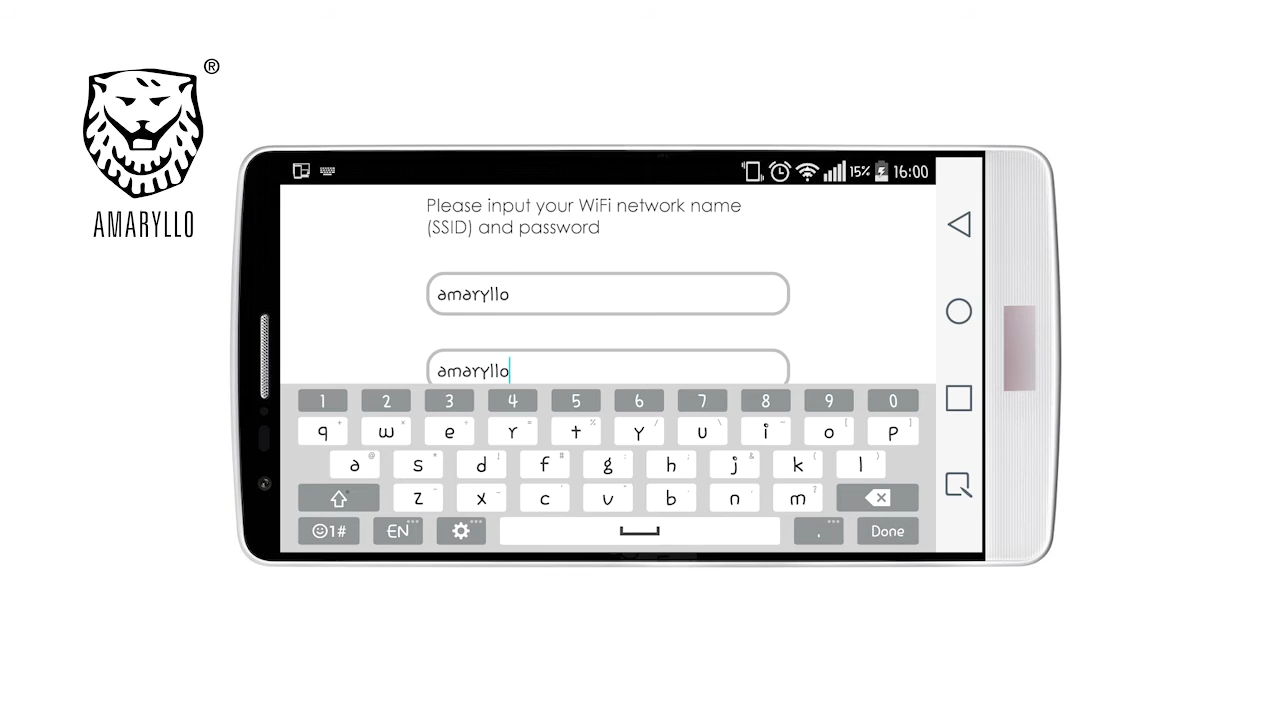 ®
AMARYLLO
15% 16:00
Please input your WiFi network name
(SSID) and password
amaryllo
amaryllo
1 2 3 4 5 6 7 8 9 0
q w e r t y u i o p
a s d f g h j k l
z x c v b n m
1# EN . Done